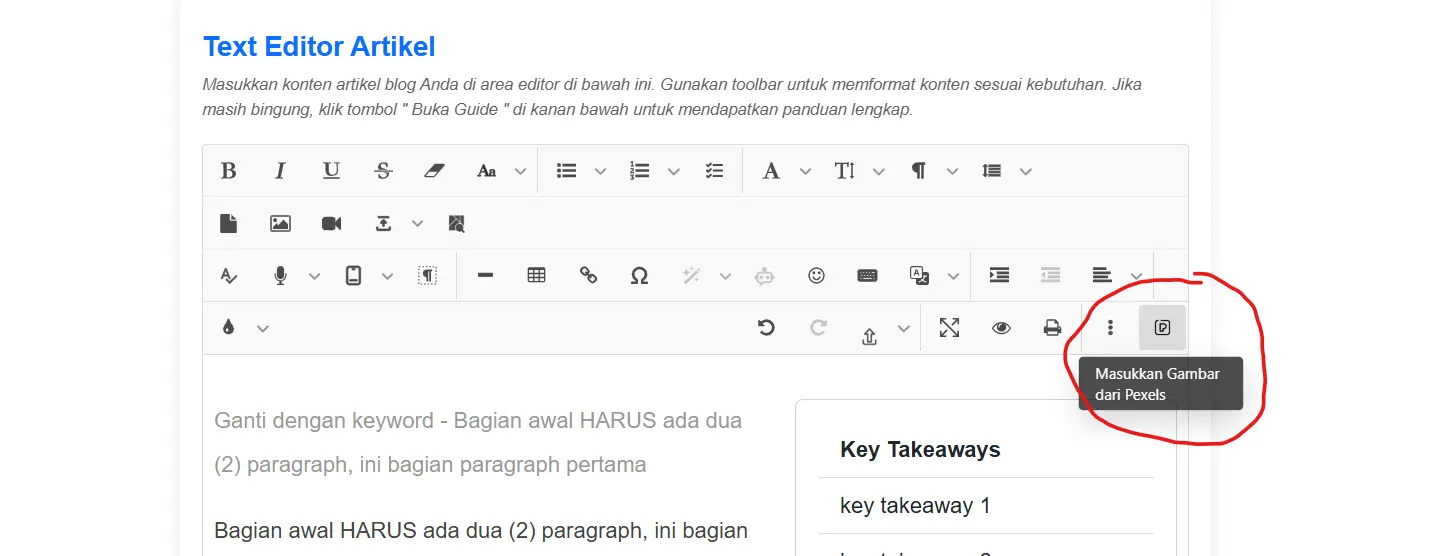 Text Editor Artikel
Masukkan konten artikel blog Anda di area editor di bawah ini. Gunakan toolbar untuk memformat konten sesuai kebutuhan. Jika
masih bingung, klik tombol " Buka Guide " di kanan bawah untuk mendapatkan panduan lengkap.
Masukkan Gambar
dari Pexels
Ganti dengan keyword - Bagian awal HARUS ada dua
(2) paragraph, ini bagian paragraph pertama
Bagian awal HARUS ada dua (2) paragraph, ini bagian
Key Takeaways
key takeaway 1